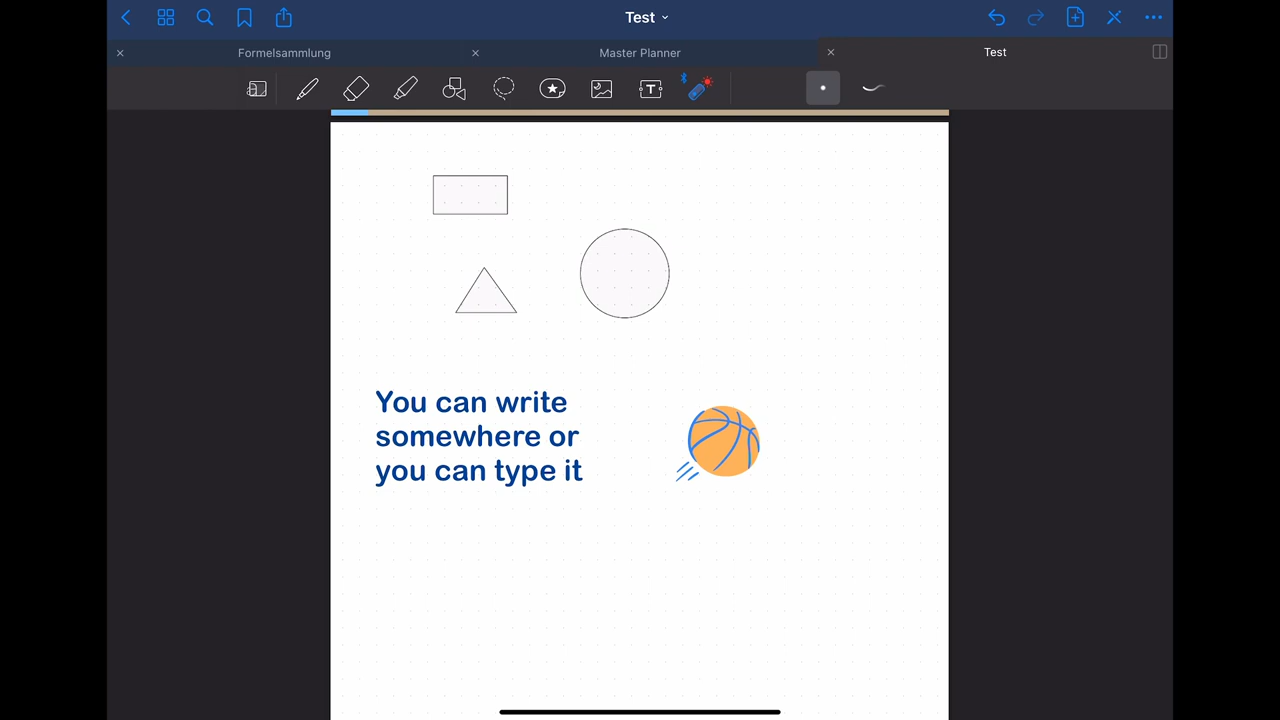 Test
Formelsammlung
Master Planner
Test
T
You can write
somewhere or
you can type it